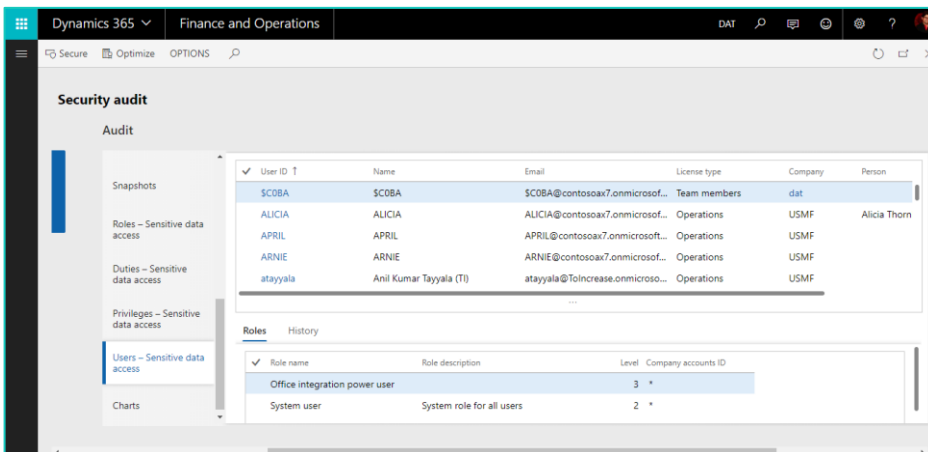 Dynamics 365 Finance and Operations DAT ?
Secure Optimize OPTIONS
Security audit
Audit
Snapshots
Roles – Sensitive data
access
Duties – Sensitive
data access
Privileges – Sensitive
data access
Users – Sensitive data
access
Charts
User ID ↑ Name Email License type Company Person
$C0BA $C0BA $C0BA@contosoax7.onmicrosof... Team members dat
ALICIA ALICIA ALICIA@contosoax7.onmicrosof... Operations USMF Alicia Thorn
APRIL APRIL APRIL@contosoax7.onmicrosoft... Operations USMF
ARNIE ARNIE ARNIE@contosoax7.onmicrosof... Operations USMF
atayyala Anil Kumar Tayyala (TI) atayyala@ToIncrease.onmicroso... Operations USMF
Roles History
Role name Role description Level Company accounts ID
Office integration power user 3 *
System user System role for all users 2 *